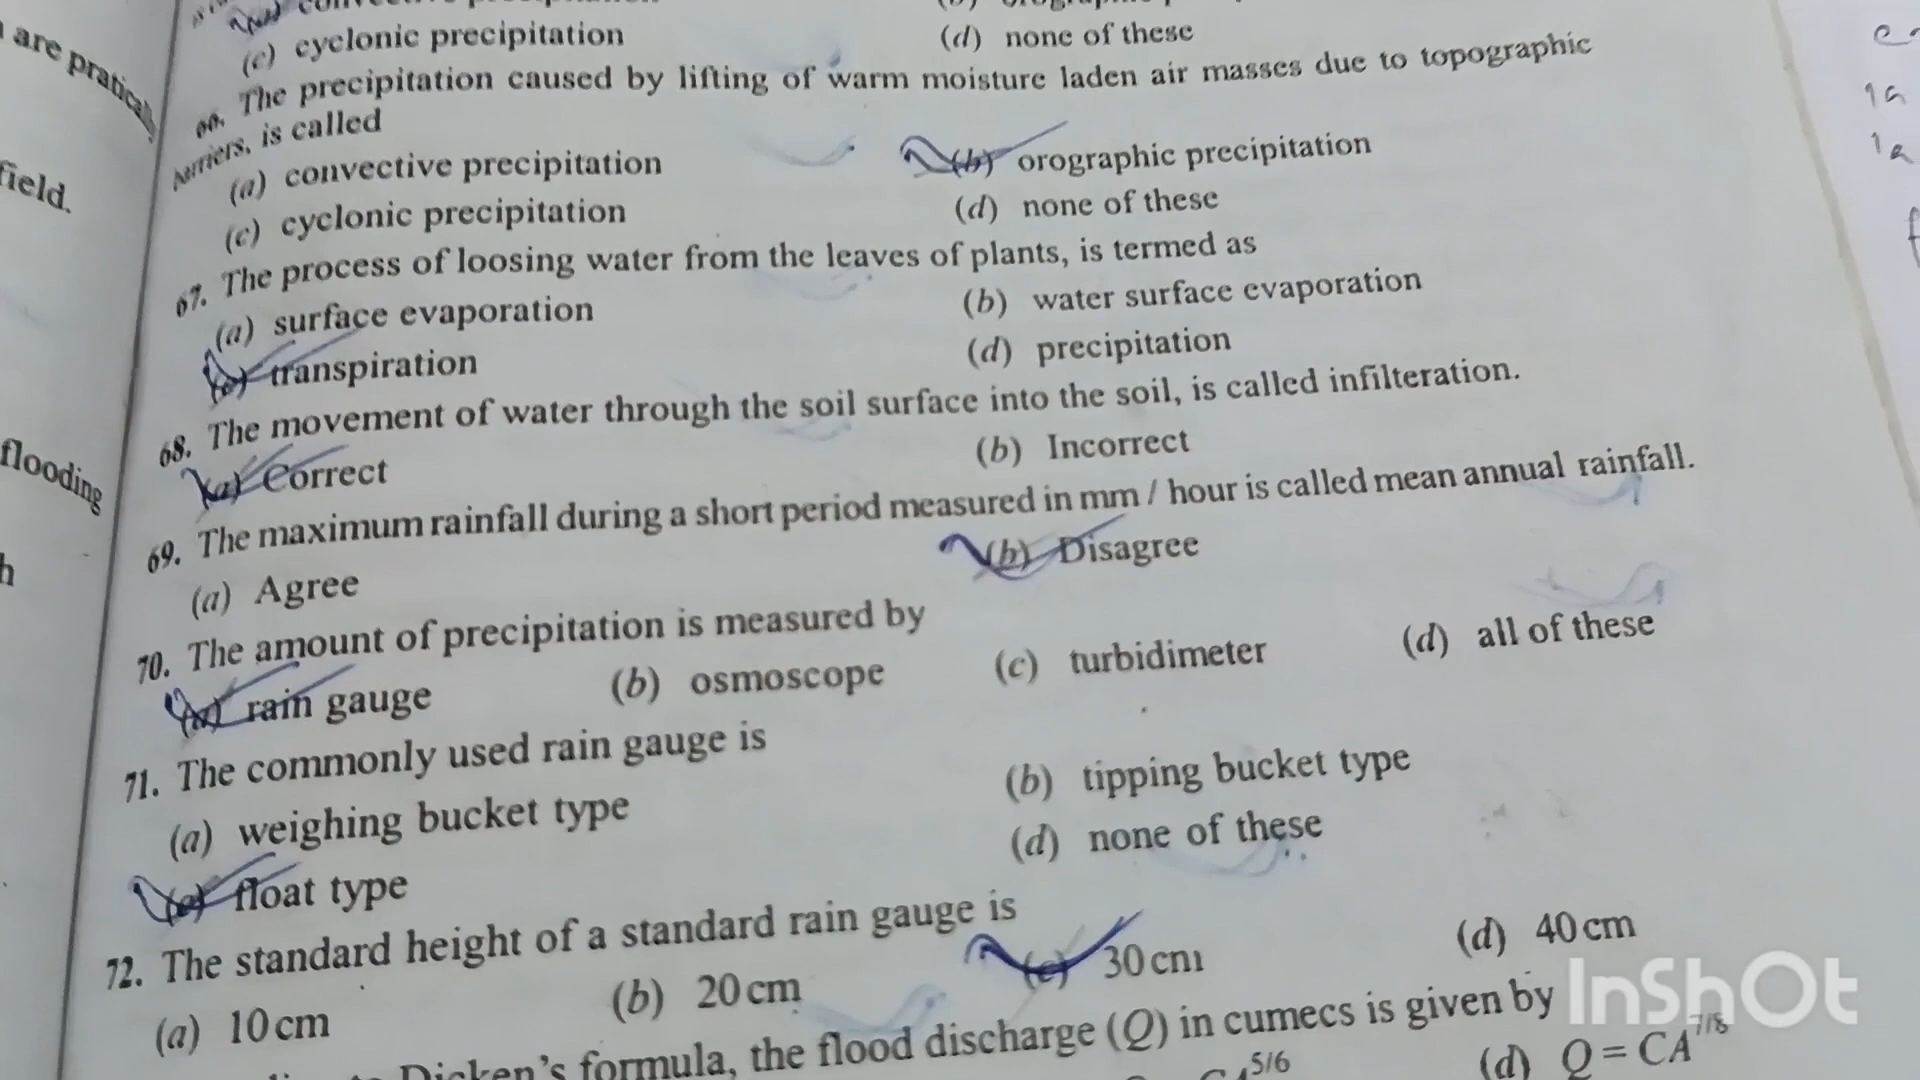 are pratically
field.
flooding
h
(c) cyclonic precipitation
(d) none of these
66. The precipitation caused by lifting of warm moisture laden air masses due to topographic
barriers, is called
(a) convective precipitation
(b) orographic precipitation
(c) cyclonic precipitation
(d) none of these
67. The process of loosing water from the leaves of plants, is termed as
(a) surface evaporation
(b) water surface evaporation
(c) transpiration
(d) precipitation
68. The movement of water through the soil surface into the soil, is called infilteration.
(a) Correct
(b) Incorrect
69. The maximum rainfall during a short period measured in mm / hour is called mean annual rainfall.
(a) Agree
(b) Disagree
70. The amount of precipitation is measured by
(a) rain gauge
(b) osmoscope
(c) turbidimeter
(d) all of these
71. The commonly used rain gauge is
(a) weighing bucket type
(b) tipping bucket type
(c) float type
(d) none of these
72. The standard height of a standard rain gauge is
(a) 10 cm
(b) 20 cm
(c) 30 cm
(d) 40 cm
Dicken's formula, the flood discharge (Q) in cumecs is given by
(d) Q = CA^7/8
InShOt